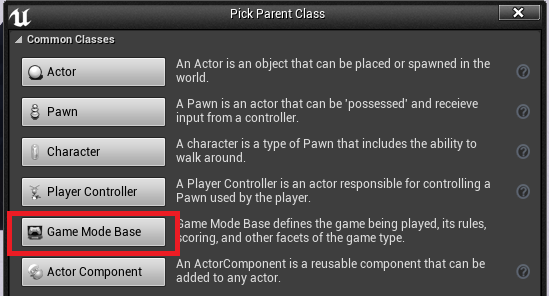 Pick Parent Class
Common Classes
Actor
An Actor is an object that can be placed or spawned in the
world.
Pawn
A Pawn is an actor that can be 'possessed' and receieve
input from a controller.
Character
A character is a type of Pawn that includes the ability to
walk around.
Player Controller
A Player Controller is an actor responsible for controlling a
Pawn used by the player.
Game Mode Base
Game Mode Base defines the game being played, its rules,
scoring, and other facets of the game type.
Actor Component
An ActorComponent is a reusable component that can be
added to any actor.